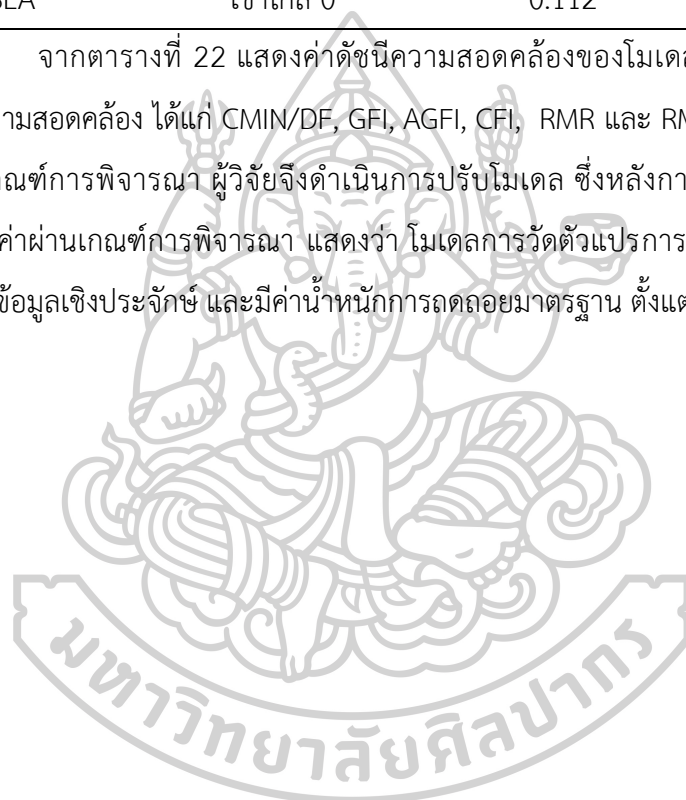 เข้าใกล้ 0 0.112
จากตารางที่ 22 แสดงค่าดัชนีความสอดคล้องของโมเดล
ามสอดคล้อง ได้แก่ CMIN/DF, GFI, AGFI, CFI, RMR และ RM
ณฑ์การพิจารณา ผู้วิจัยจึงดำเนินการปรับโมเดล ซึ่งหลังกา
ค่าผ่านเกณฑ์การพิจารณา แสดงว่า โมเดลการวัดตัวแปรการ
ข้อมูลเชิงประจักษ์ และมีค่าน้ำหนักการถดถอยมาตรฐาน ตั้งแต่
มหาวิทยาลัยศิลปากร